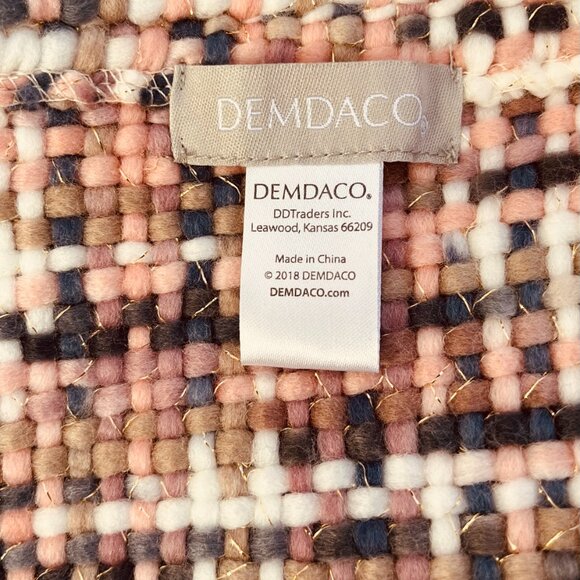 DEMDACO®
DEMDACO®
DDTraders Inc.
Leawood, Kansas 66209
Made in China
© 2018 DEMDACO
DEMDACO.com